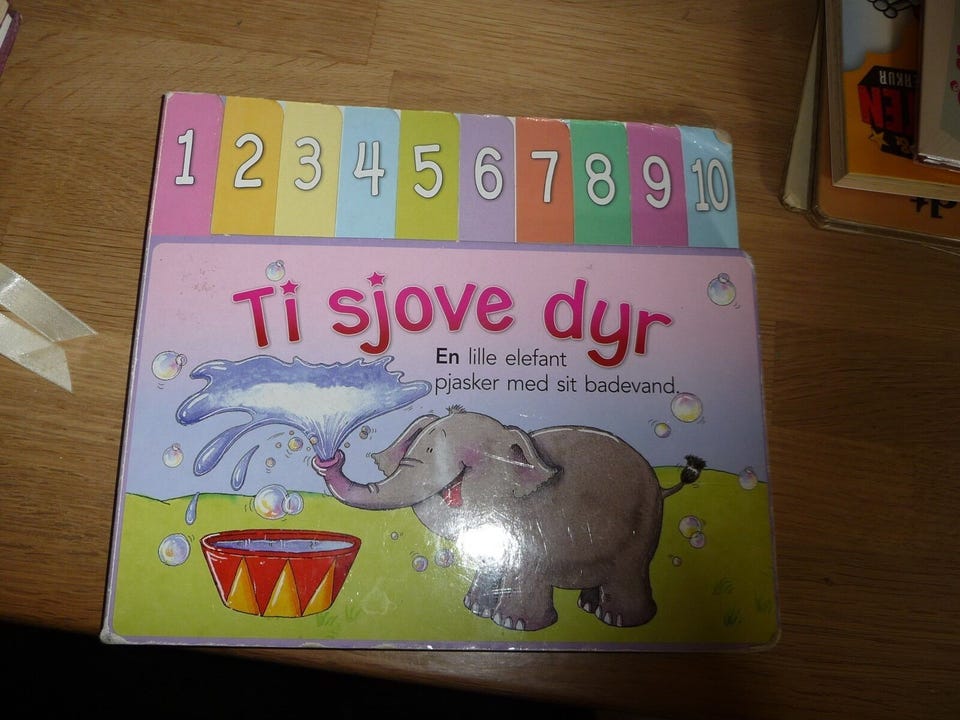 1 2 3 4 5 6 7 8 9 10
Ti sjove dyr
En lille elefant
pjasker med sit badevand.